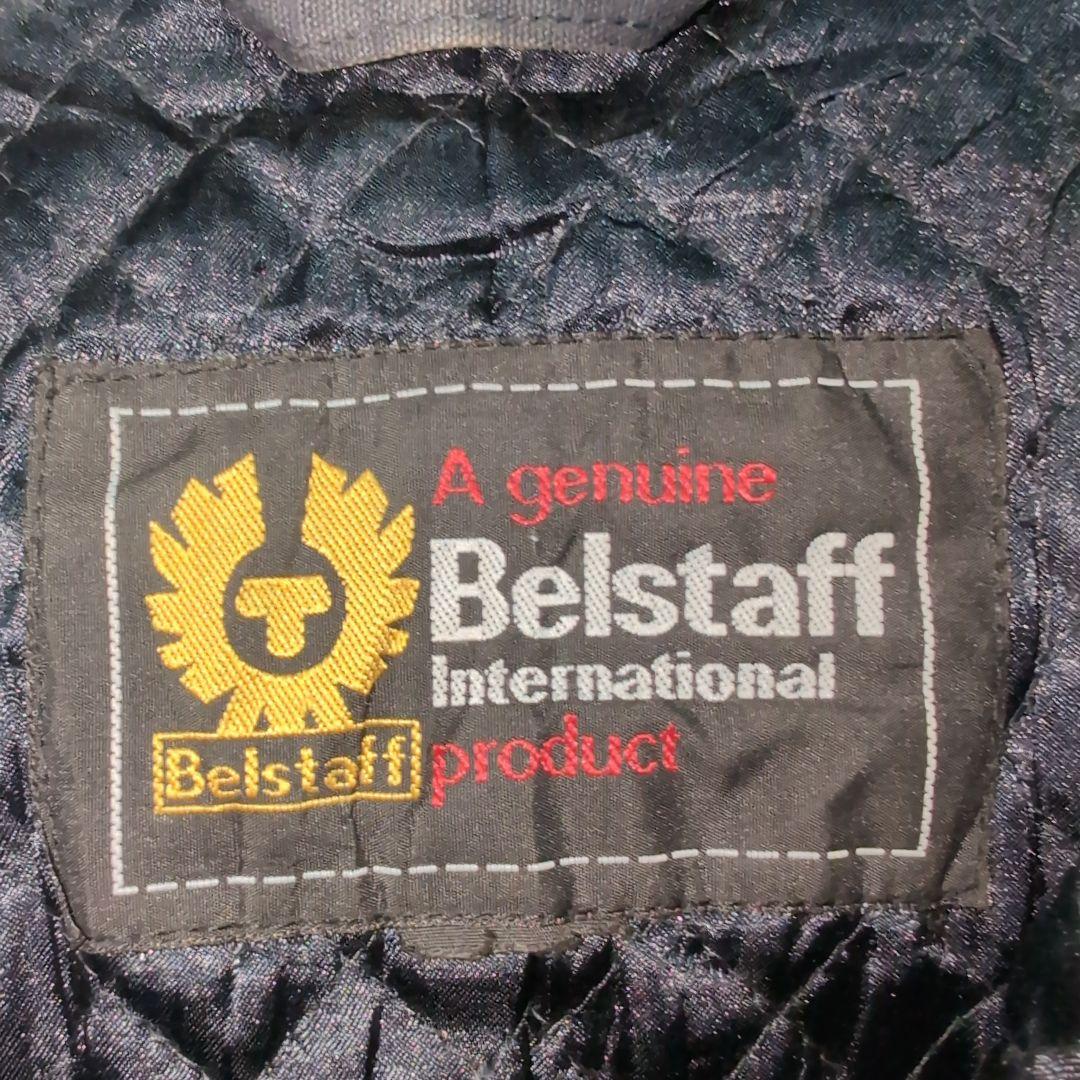 A genuine
Belstaff
International
product
T
Belstaff